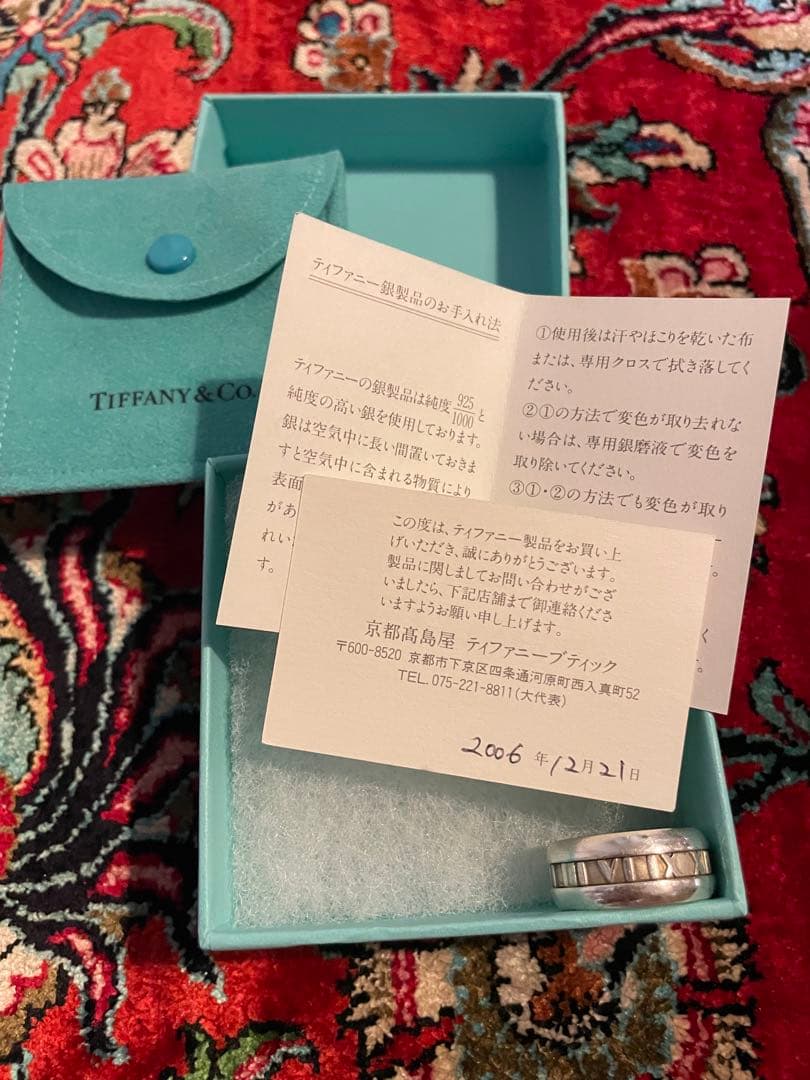 TIFFANY & CO.
ティファニー銀製品のお手入れ法
ティファニーの銀製品は純度925/1000と
純度の高い銀を使用しております。
銀は空気中に長い間置いておきま
すと空気中に含まれる物質により
表面
があ
れい
す。
①使用後は汗やほこりを乾いた布
または、専用クロスで拭き落してく
ださい。
②①の方法で変色が取り去れな
い場合は、専用銀磨液で変色を
取り除いてください。
③①・②の方法でも変色が取り
。
く
す。
この度は、ティファニー製品をお買い上
げいただき、誠にありがとうございます。
製品に関しましてお問い合わせがござ
いましたら、下記店舗まで御連絡くださ
いますようお願い申し上げます。
京都髙島屋 ティファニーブティック
〒600-8520 京都市下京区四条通河原町西入真町52
TEL. 075-221-8811(大代表)
2006 年 12 月 21 日
I V I X